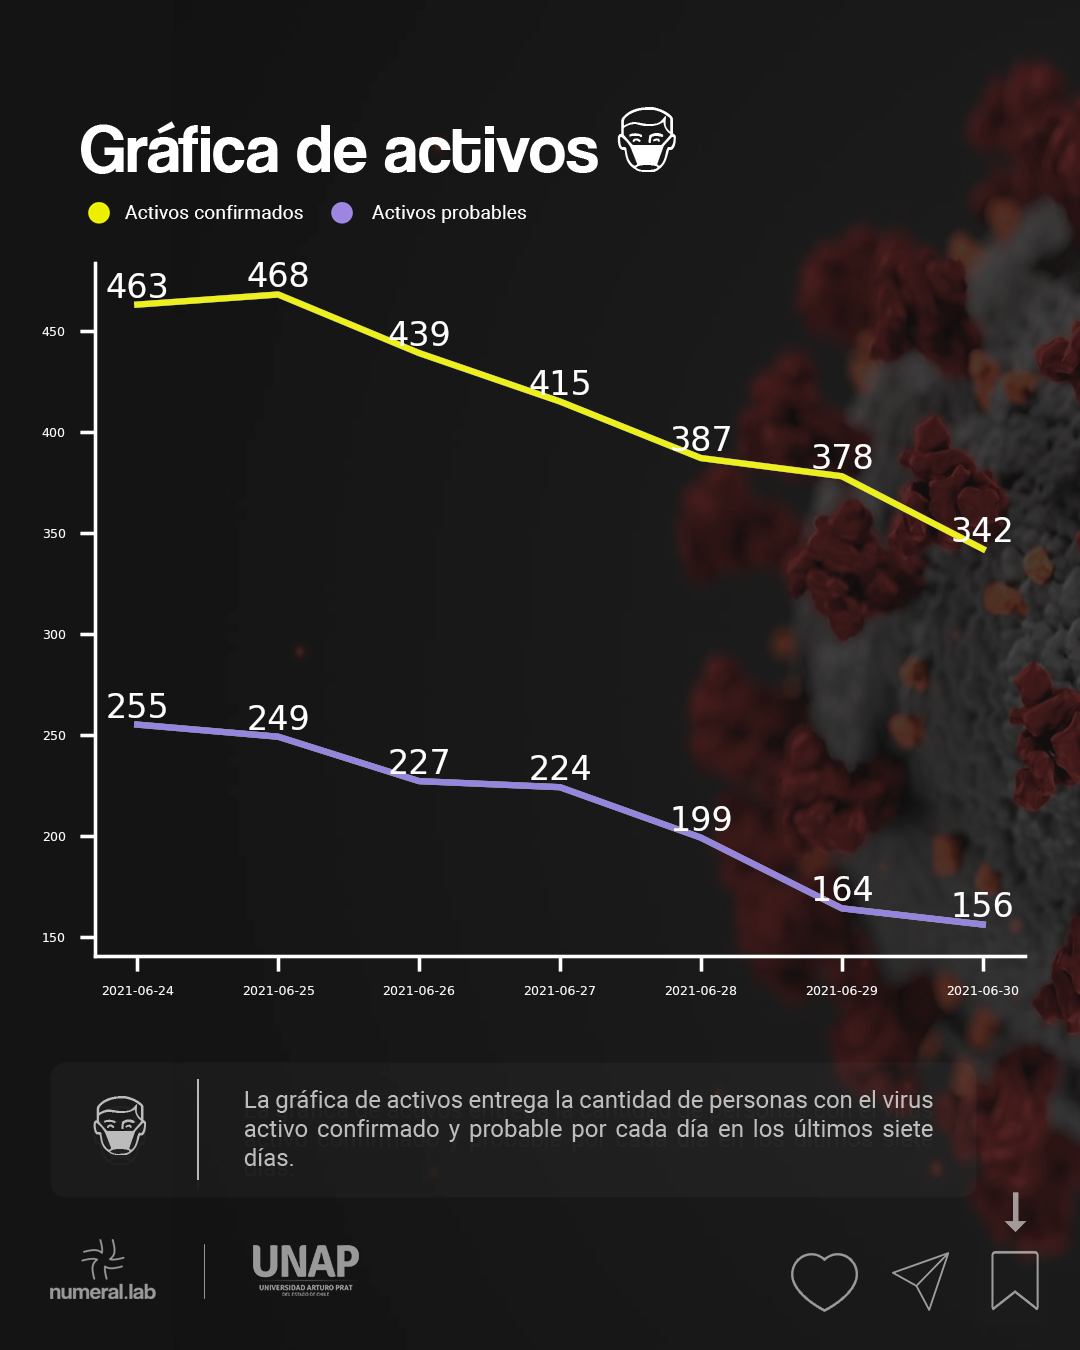 Gráfica de activos
Activos confirmados
Activos probables
463
468
439
415
387
378
342
255
249
227
224
199
164
156
450
400
350
300
250
200
150
2021-06-24
2021-06-25
2021-06-26
2021-06-27
2021-06-28
2021-06-29
2021-06-30
La gráfica de activos entrega la cantidad de personas con el virus
activo confirmado y probable por cada día en los últimos siete
días.
numeral.lab
UNAP
UNIVERSIDAD ARTURO PRAT
DEL ESTADO DE CHILE